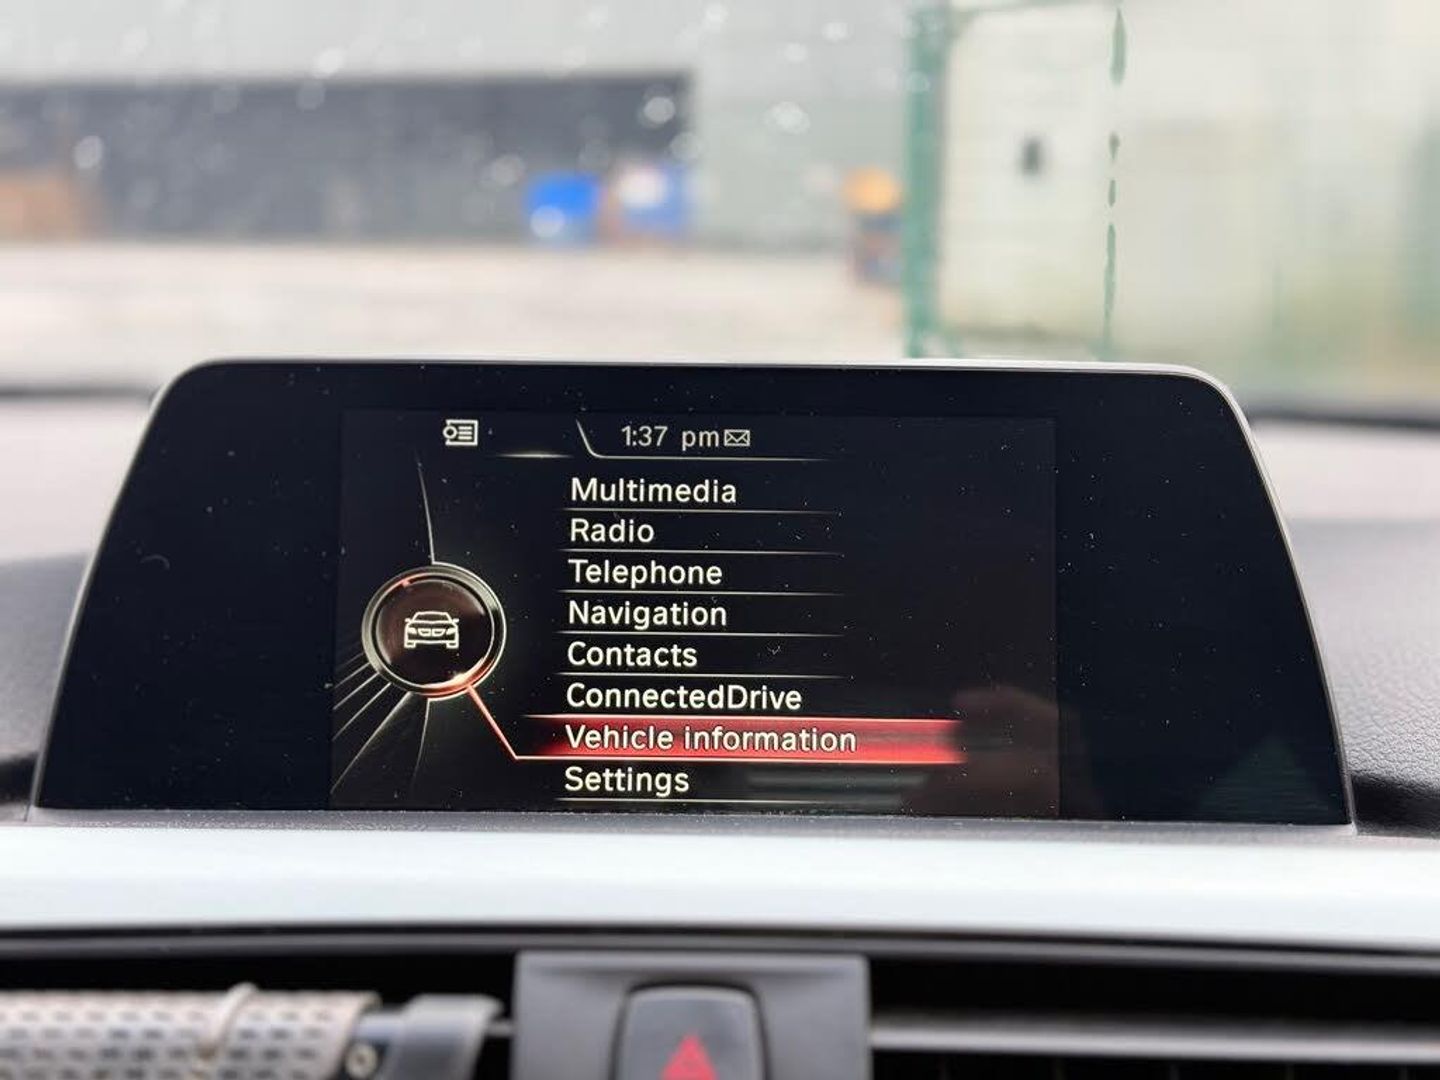 1:37 pm
Multimedia
Radio
Telephone
Navigation
Contacts
ConnectedDrive
Vehicle information
Settings